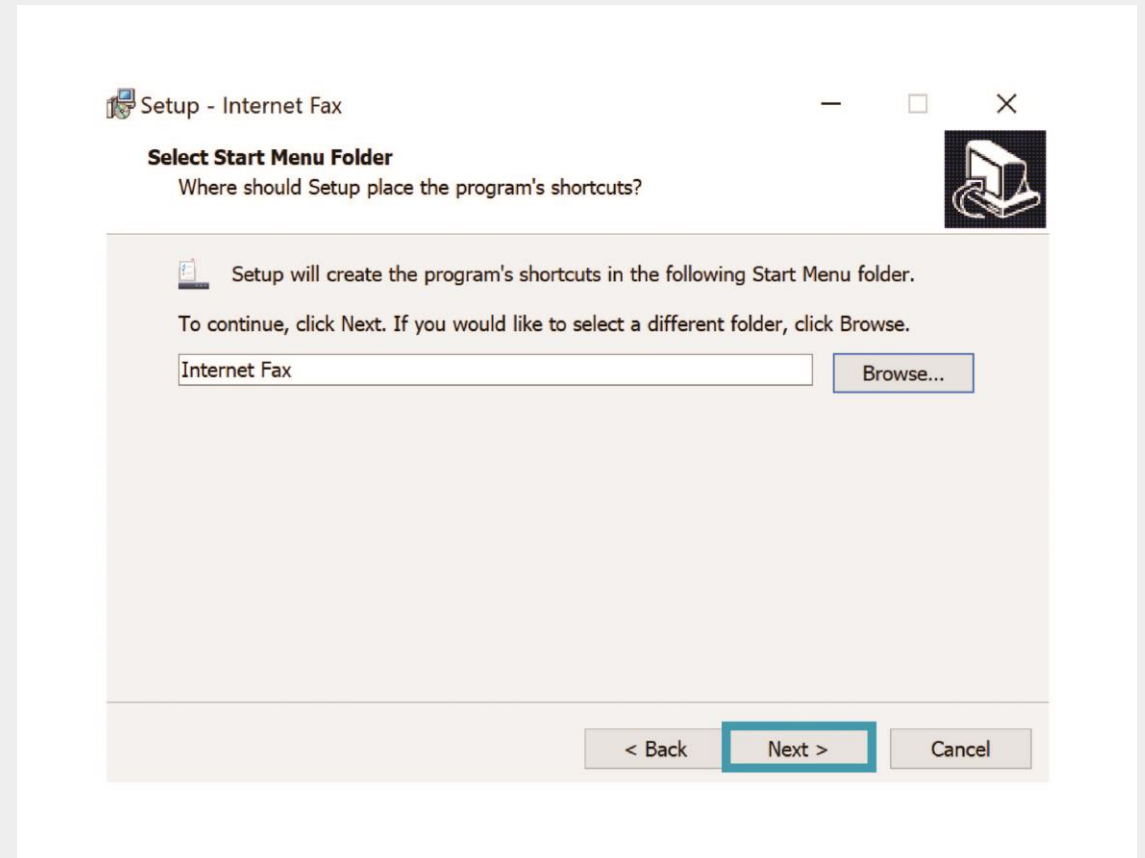 Setup - Internet Fax
Select Start Menu Folder
Where should Setup place the program's shortcuts?
Setup will create the program's shortcuts in the following Start Menu folder.
To continue, click Next. If you would like to select a different folder, click Browse.
Internet Fax
Browse...
< Back
Next >
Cancel